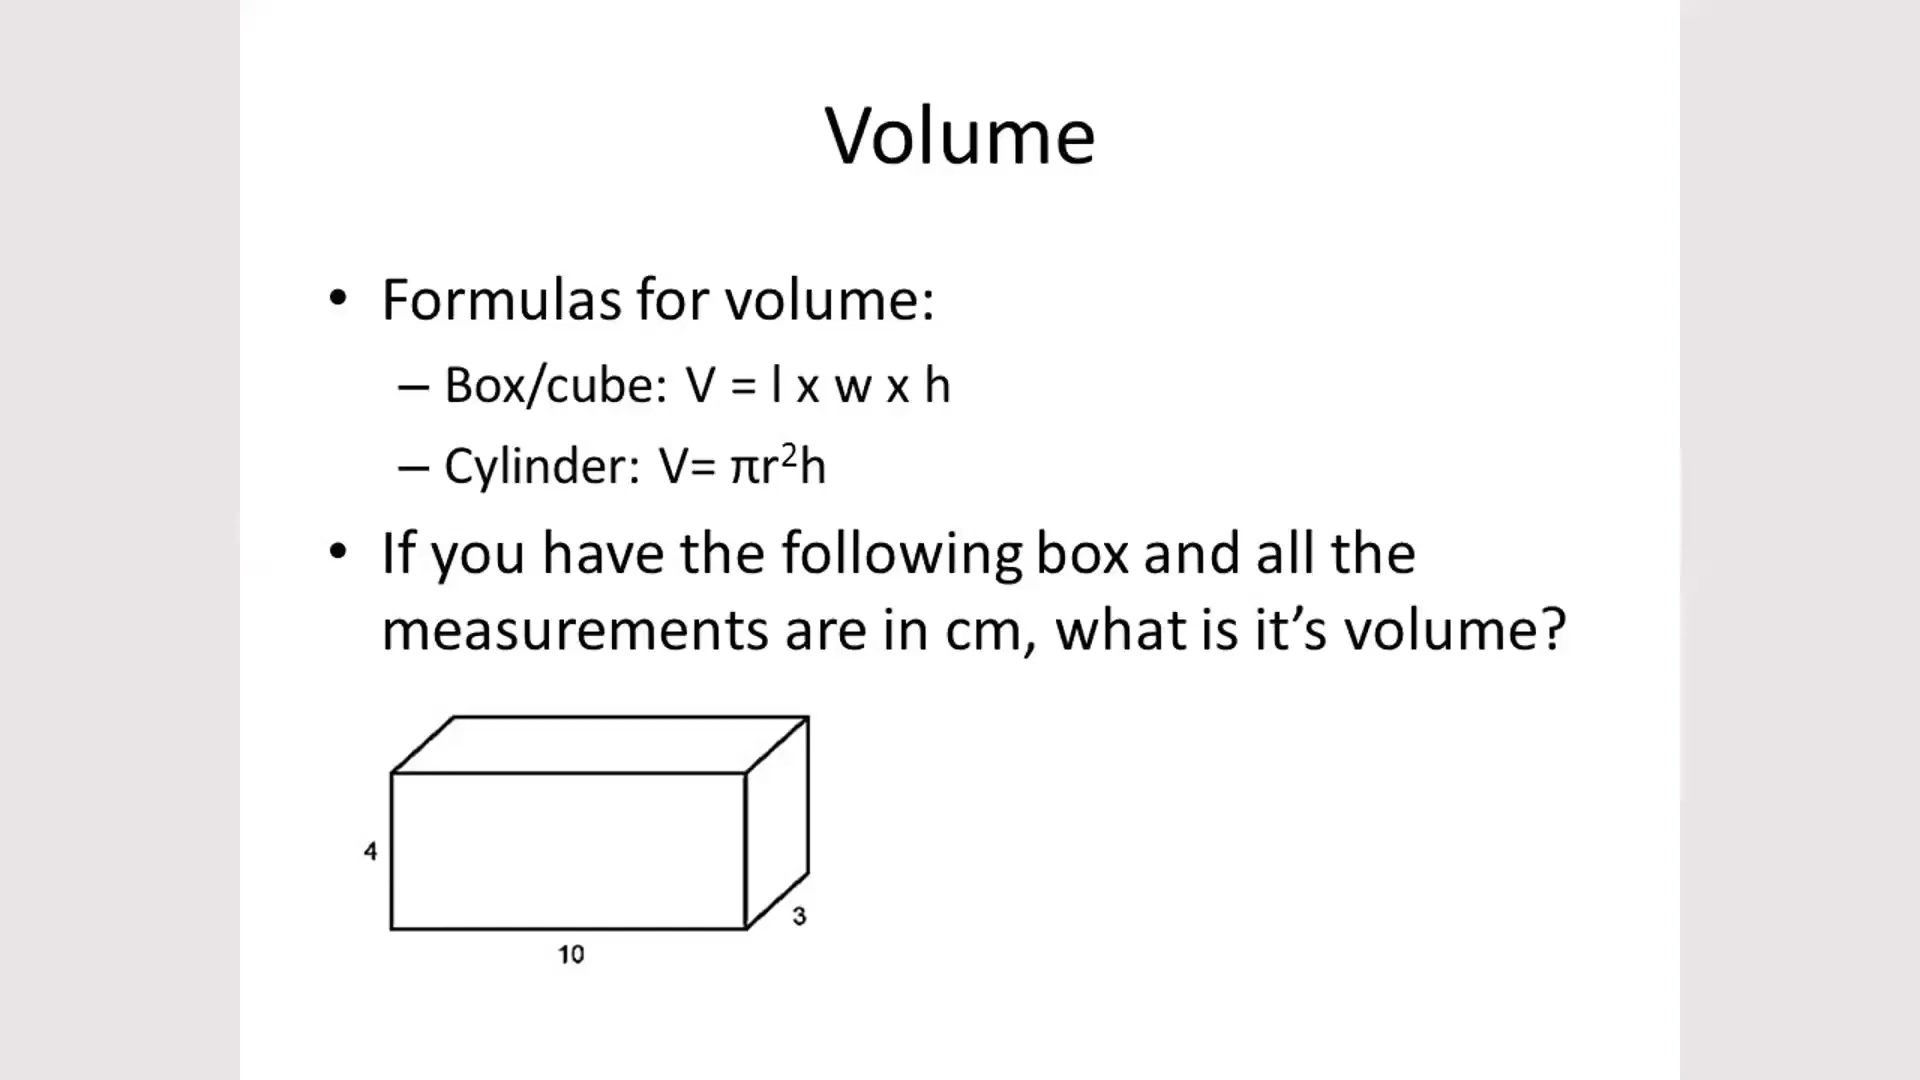 Volume
• Formulas for volume:
– Box/cube: V = l x w x h
– Cylinder: V= πr²h
• If you have the following box and all the
measurements are in cm, what is it’s volume?
4
3
10